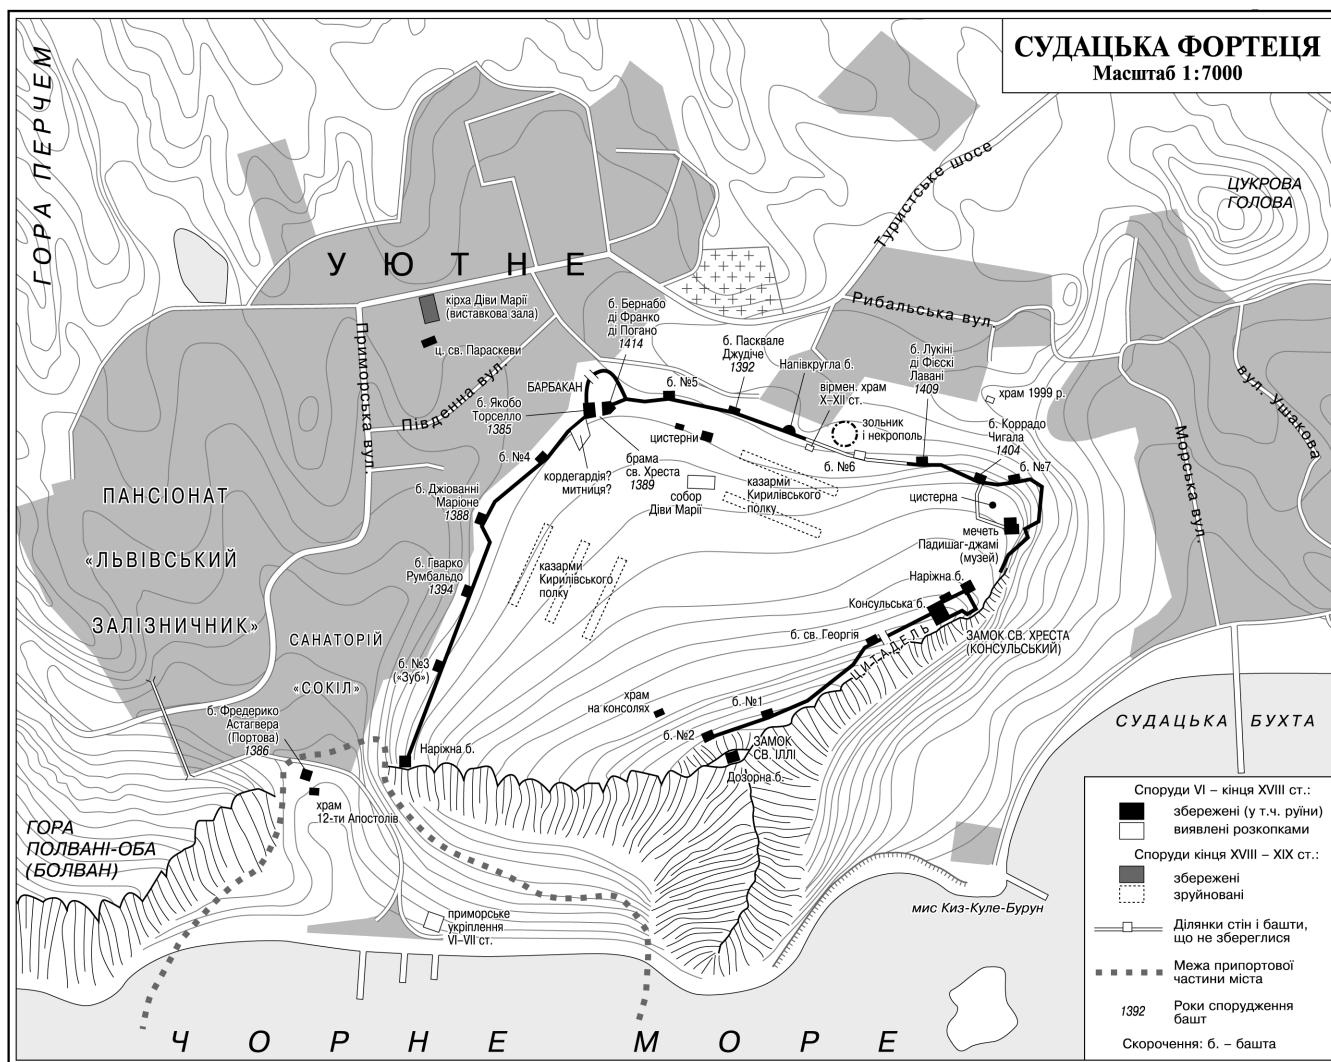 СУДАЦЬКА ФОРТЕЦЯ
Масштаб 1:7000
ГОРА ПЕРЧЕМ
ЦУКРОВА
ГОЛОВА
Туристське шосе
УЮТНЕ
кірха Діви Марії
(виставкова зала)
ц. св. Параскеви
Приморська вул.
Південна вул.
б. Бернабо
ді Франко
ді Погано
1414
БАРБАКАН
б. Якобо
Торселло
1385
б. №5
б. Пасквале
Джудіче
1392
Напівкругла б.
вірмен. храм
X–XII ст.
Рибальська вул.
б. Лукіні
ді Фієскі
Лавані
1409
храм 1999 р.
вул. Ушакова
Морська вул.
зольник
і некрополь
б. Коррадо
Чигала
1404
б. №7
б. №6
цистерни
б. №4
кордегардія?
митниця?
брама
св. Хреста
1389
собор
Діви Марії
казарми
Кирилівського
полку
цистерна
мечеть
Падишаг-джамі
(музей)
б. Джіованні
Маріоне
1388
ПАНСІОНАТ
«ЛЬВІВСЬКИЙ
ЗАЛІЗНИЧНИК»
б. Гварко
Румбальдо
1394
казарми
Кирилівського
полку
Наріжна б.
Консульська б.
б. св. Георгія
ЦИТАДЕЛЬ
ЗАМОК СВ. ХРЕСТА
(КОНСУЛЬСЬКИЙ)
САНАТОРІЙ
«СОКІЛ»
б. №3
(«Зуб»)
храм
на консолях
б. №1
б. №2
ЗАМОК
СВ. ІЛЛІ
Дозорна б.
б. Фредерико
Астагвера
(Портова)
1386
Наріжна б.
храм
12-ти Апостолів
ГОРА
ПОЛВАНІ-ОБА
(БОЛВАН)
приморське
укріплення
VI–VII ст.
СУДАЦЬКА БУХТА
мис Киз-Куле-Бурун
ЧОРНЕ МОРЕ
Споруди VI – кінця XVIII ст.:
збережені (у т.ч. руїни)
виявлені розкопками
Споруди кінця XVIII – XIX ст.:
збережені
зруйновані
Ділянки стін і башти,
що не збереглися
Межа припортової
частини міста
1392
Роки спорудження
башт
Скорочення: б. – башта